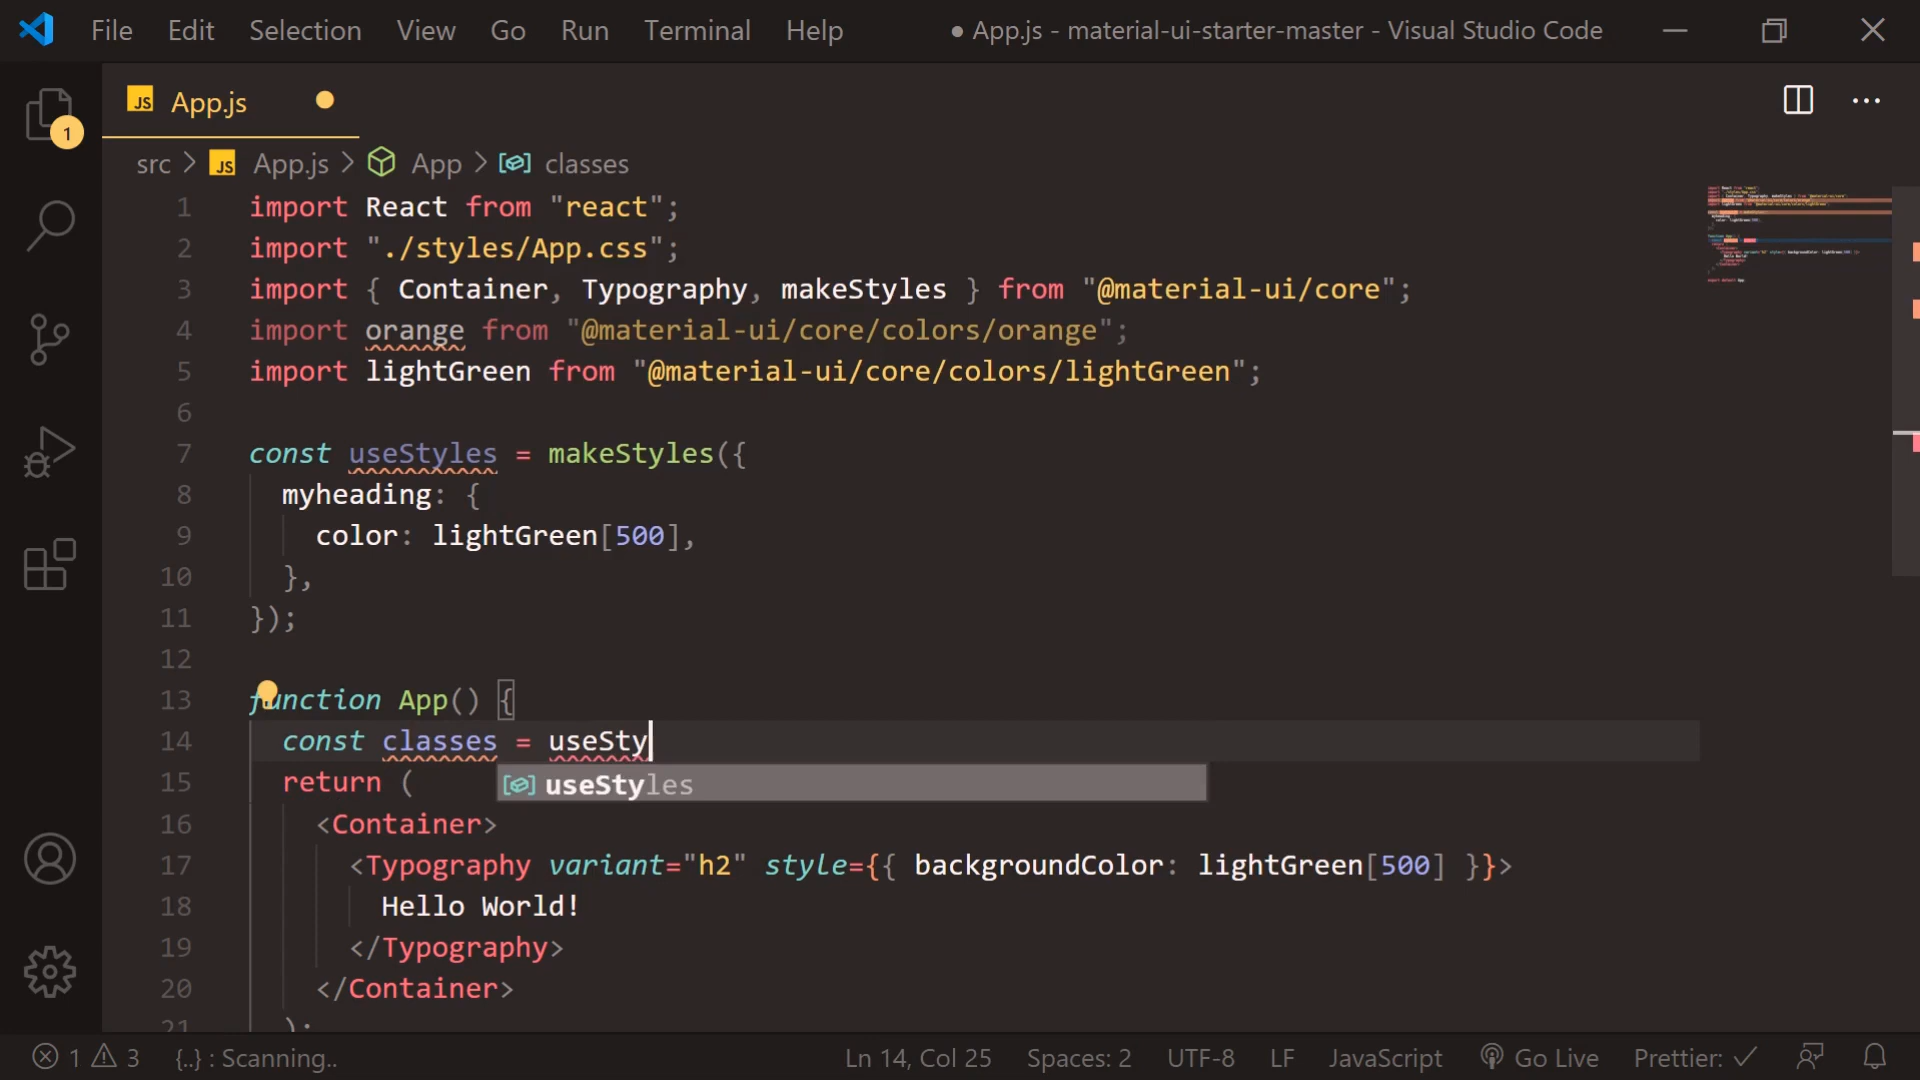 File Edit Selection View Go Run Terminal Help ● App.js - material-ui-starter-master - Visual Studio Code
JS App.js
1
src > JS App.js > App > classes
1 import React from "react";
2 import "./styles/App.css";
3 import { Container, Typography, makeStyles } from "@material-ui/core";
4 import orange from "@material-ui/core/colors/orange";
5 import lightGreen from "@material-ui/core/colors/lightGreen";
6
7 const useStyles = makeStyles({
8 myheading: {
9 color: lightGreen[500],
10 },
11 });
12
13 function App() {
14 const classes = useSty
useStyles
15 return (
16 <Container>
17 <Typography variant="h2" style={{ backgroundColor: lightGreen[500] }}>
18 Hello World!
19 </Typography>
20 </Container>
21 );
1 3 {..} : Scanning.. Ln 14, Col 25 Spaces: 2 UTF-8 LF JavaScript Go Live Prettier: ✓